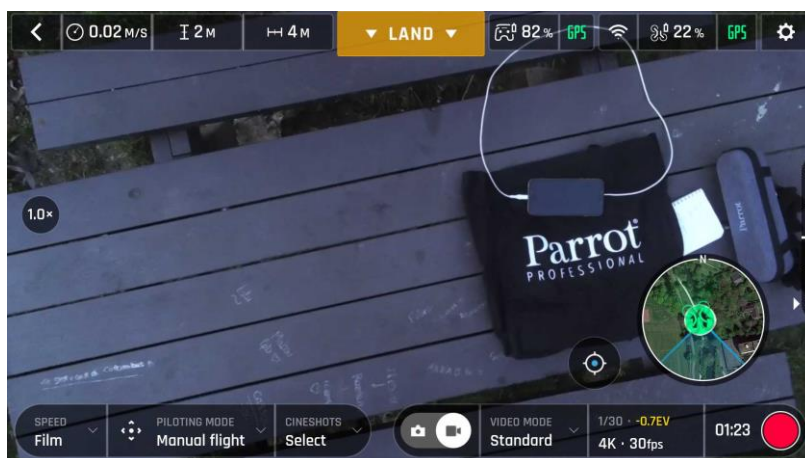 0.02 M/S
2 M
4 M
▼ LAND ▼
82 %
GPS
22 %
GPS
1.0×
Parrot
PROFESSIONAL
Parrot
N
SPEED
Film
PILOTING MODE
Manual flight
CINESHOTS
Select
VIDEO MODE
Standard
1/30 · -0.7EV
4K · 30fps
01:23